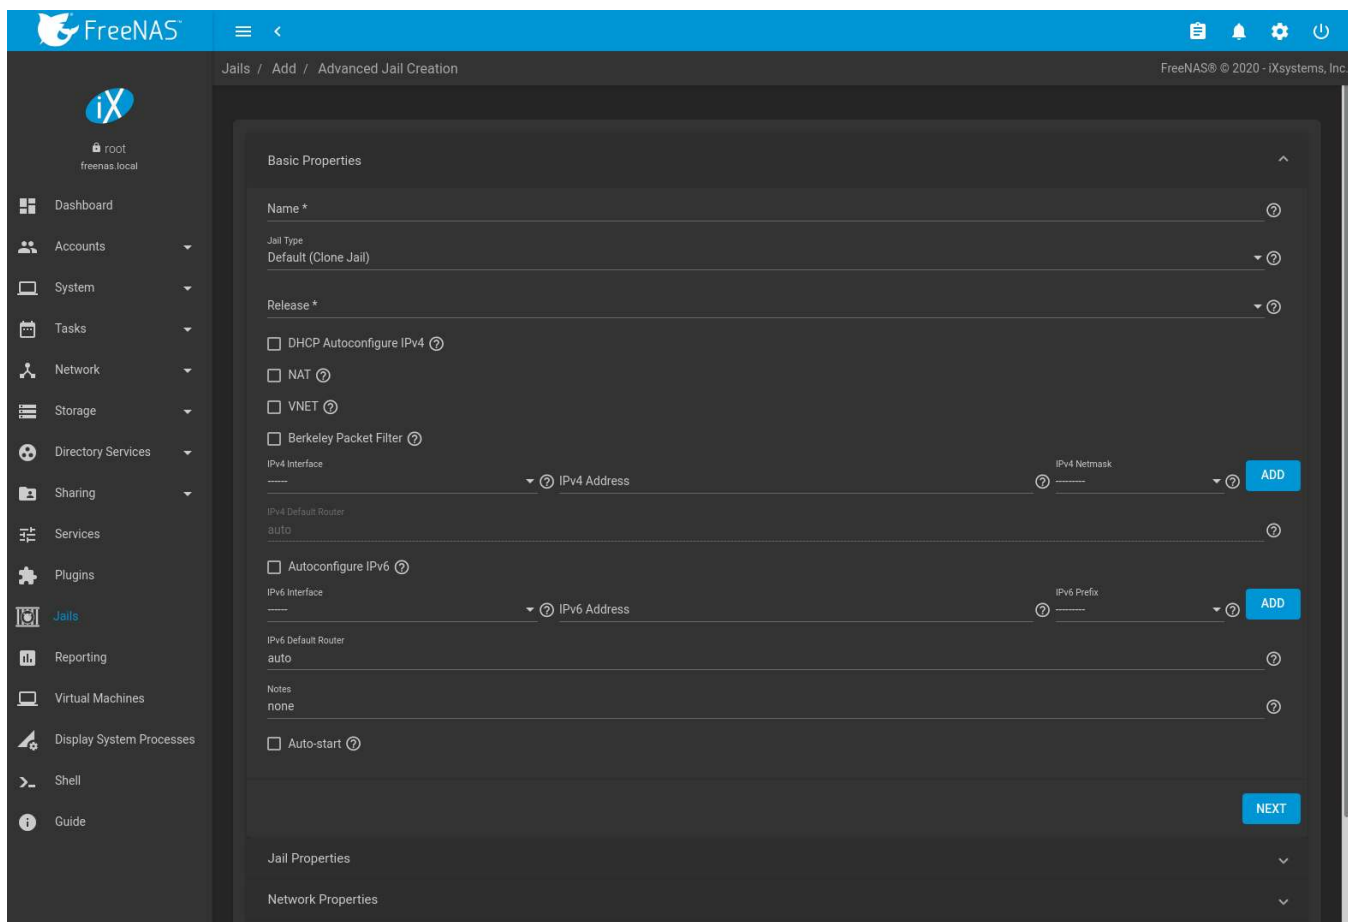 FreeNAS®
Jails / Add / Advanced Jail Creation
FreeNAS® © 2020 - iXsystems, Inc.
iX
root
freenas.local
Dashboard
Accounts
System
Tasks
Network
Storage
Directory Services
Sharing
Services
Plugins
Jails
Reporting
Virtual Machines
Display System Processes
Shell
Guide
Basic Properties
Name *
Jail Type
Default (Clone Jail)
Release *
DHCP Autoconfigure IPv4
NAT
VNET
Berkeley Packet Filter
IPv4 Interface
------
IPv4 Address
IPv4 Netmask
---------
ADD
IPv4 Default Router
auto
Autoconfigure IPv6
IPv6 Interface
------
IPv6 Address
IPv6 Prefix
---------
ADD
IPv6 Default Router
auto
Notes
none
Auto-start
NEXT
Jail Properties
Network Properties